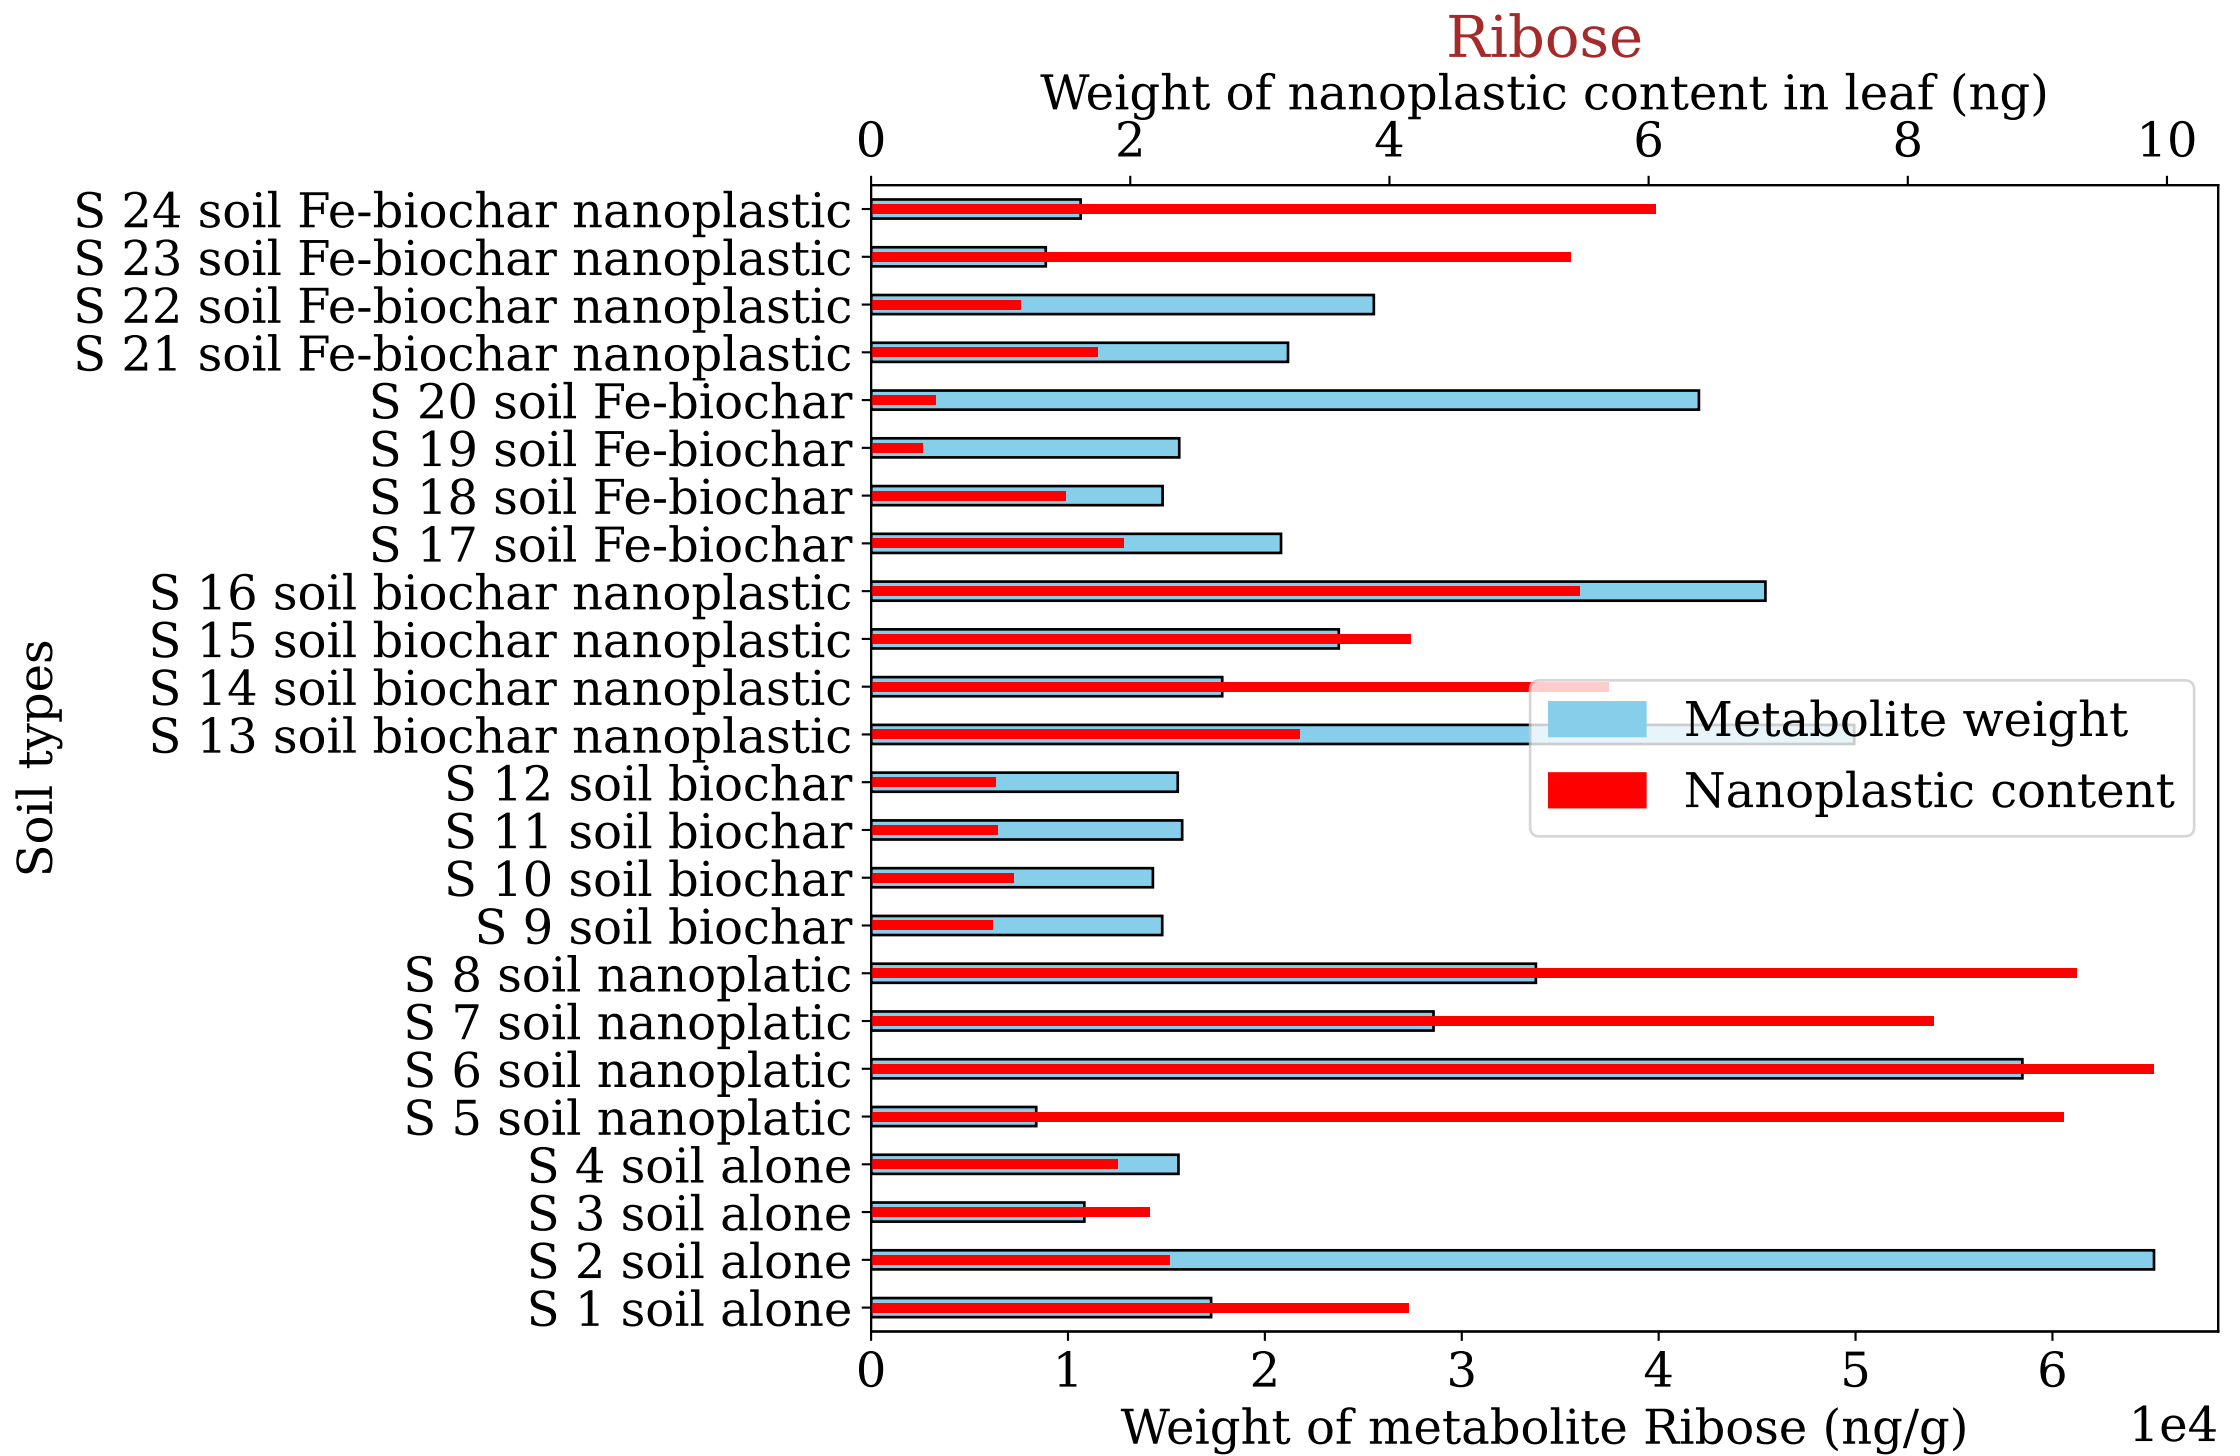 Ribose
Weight of nanoplastic content in leaf (ng)
0 2 4 6 8 10
S 24 soil Fe-biochar nanoplastic
S 23 soil Fe-biochar nanoplastic
S 22 soil Fe-biochar nanoplastic
S 21 soil Fe-biochar nanoplastic
S 20 soil Fe-biochar
S 19 soil Fe-biochar
S 18 soil Fe-biochar
S 17 soil Fe-biochar
S 16 soil biochar nanoplastic
S 15 soil biochar nanoplastic
S 14 soil biochar nanoplastic
S 13 soil biochar nanoplastic
S 12 soil biochar
S 11 soil biochar
S 10 soil biochar
S 9 soil biochar
S 8 soil nanoplatic
S 7 soil nanoplatic
S 6 soil nanoplatic
S 5 soil nanoplatic
S 4 soil alone
S 3 soil alone
S 2 soil alone
S 1 soil alone
Soil types
Metabolite weight
Nanoplastic content
0 1 2 3 4 5 6
Weight of metabolite Ribose (ng/g)
1e4